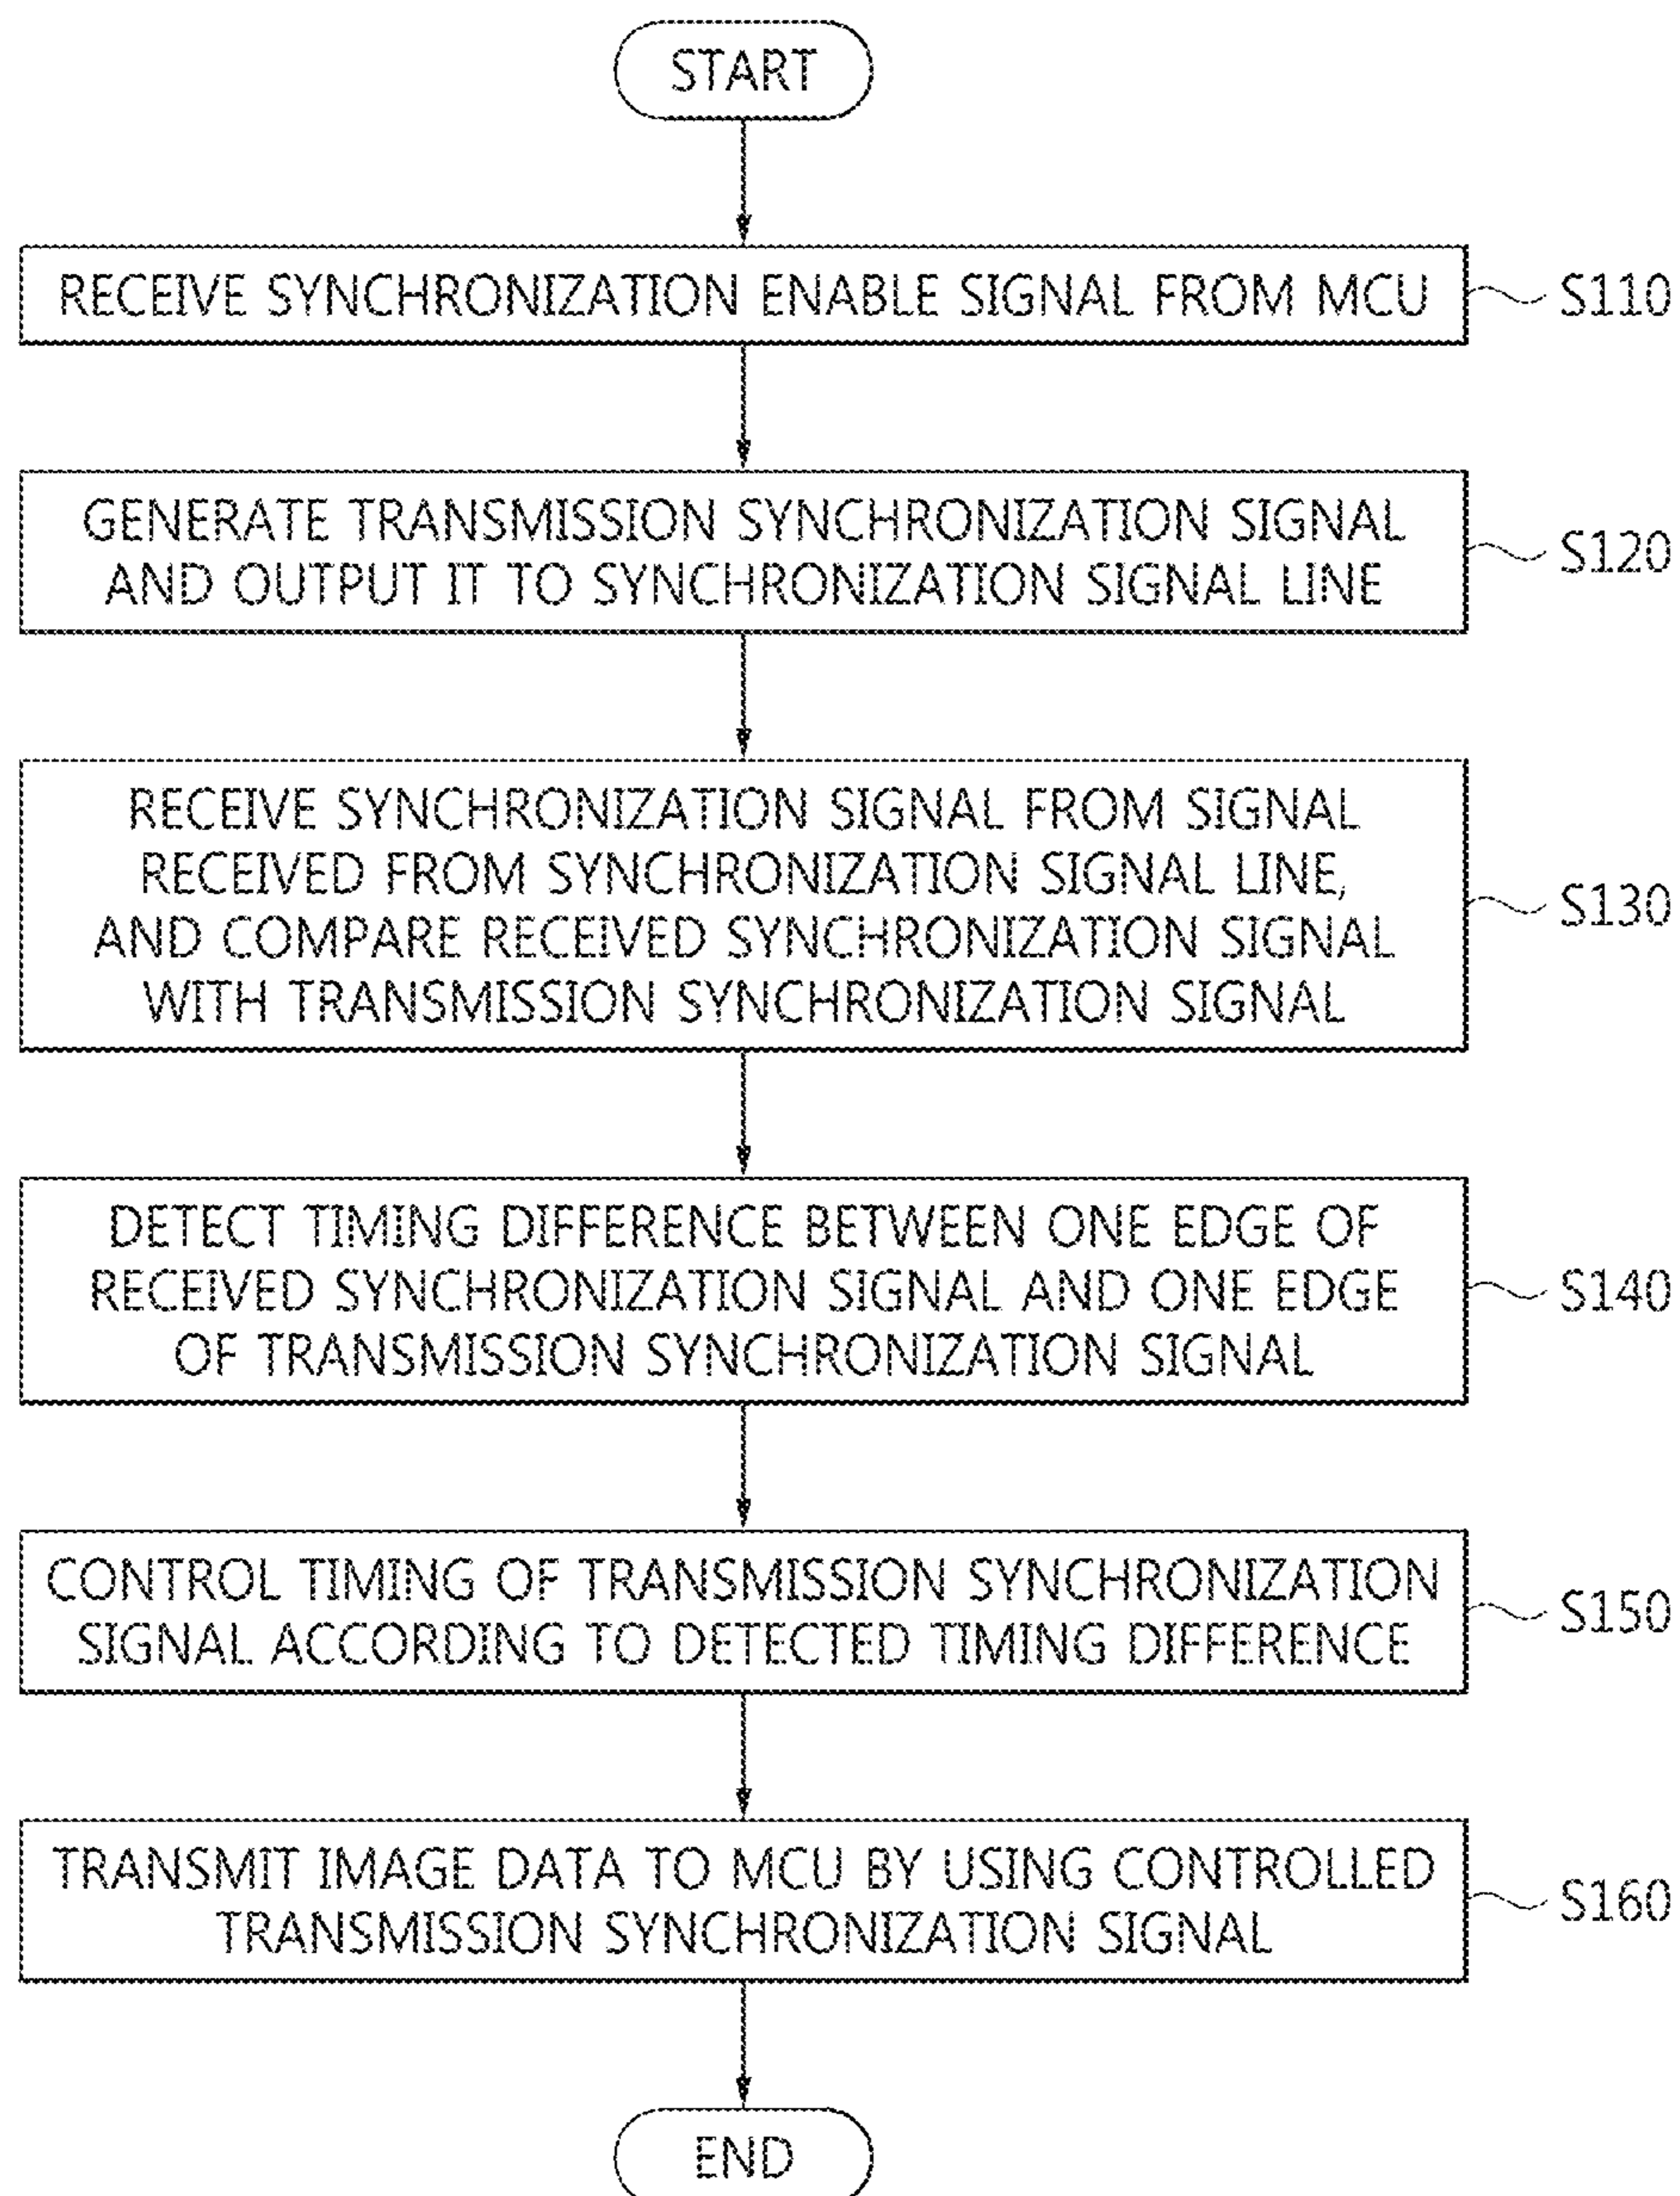 START
RECEIVE SYNCHRONIZATION ENABLE SIGNAL FROM MCU
S110
GENERATE TRANSMISSION SYNCHRONIZATION SIGNAL
AND OUTPUT IT TO SYNCHRONIZATION SIGNAL LINE
S120
RECEIVE SYNCHRONIZATION SIGNAL FROM SIGNAL
RECEIVED FROM SYNCHRONIZATION SIGNAL LINE,
AND COMPARE RECEIVED SYNCHRONIZATION SIGNAL
WITH TRANSMISSION SYNCHRONIZATION SIGNAL
S130
DETECT TIMING DIFFERENCE BETWEEN ONE EDGE OF
RECEIVED SYNCHRONIZATION SIGNAL AND ONE EDGE
OF TRANSMISSION SYNCHRONIZATION SIGNAL
S140
CONTROL TIMING OF TRANSMISSION SYNCHRONIZATION
SIGNAL ACCORDING TO DETECTED TIMING DIFFERENCE
S150
TRANSMIT IMAGE DATA TO MCU BY USING CONTROLLED
TRANSMISSION SYNCHRONIZATION SIGNAL
S160
END